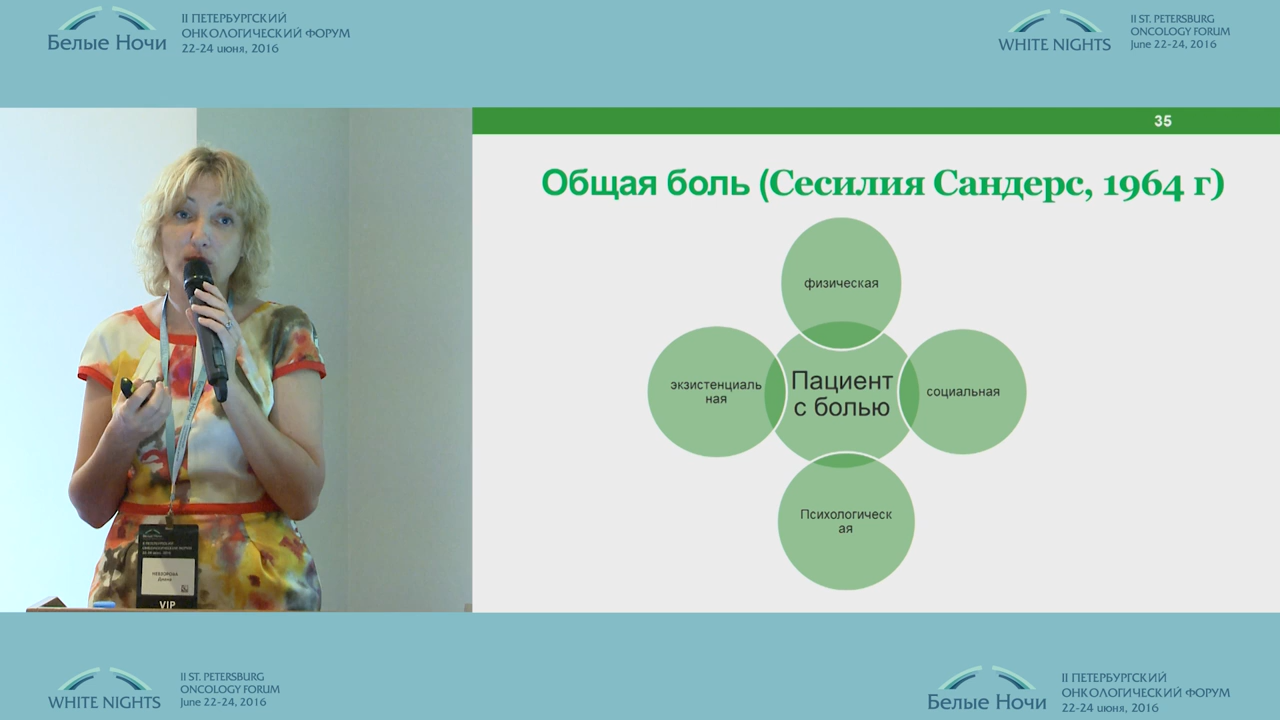 Белые Ночи
II ПЕТЕРБУРГСКИЙ
ОНКОЛОГИЧЕСКИЙ ФОРУМ
22-24 июня, 2016
WHITE NIGHTS
II ST. PETERSBURG
ONCOLOGY FORUM
June 22-24, 2016
35
Общая боль (Сесилия Сандерс, 1964 г)
физическая
экзистенциаль
ная
Пациент
с болью
социальная
Психологическ
ая
VIP
WHITE NIGHTS
II ST. PETERSBURG
ONCOLOGY FORUM
June 22-24, 2016
Белые Ночи
II ПЕТЕРБУРГСКИЙ
ОНКОЛОГИЧЕСКИЙ ФОРУМ
22-24 июня, 2016